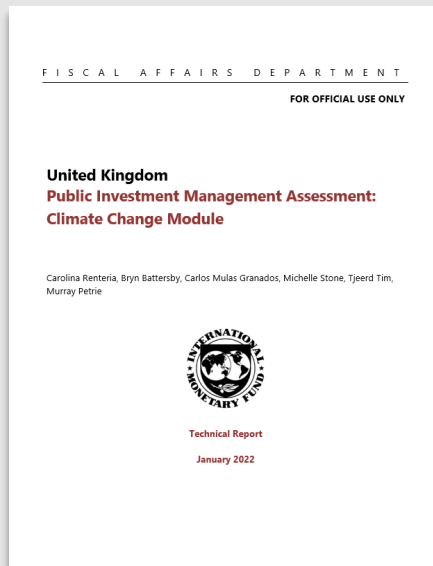 FISCAL AFFAIRS DEPARTMENT
FOR OFFICIAL USE ONLY
United Kingdom
Public Investment Management Assessment:
Climate Change Module
Carolina Renteria, Bryn Battersby, Carlos Mulas Granados, Michelle Stone, Tjeerd Tim,
Murray Petrie
INTERNATIONAL
MONETARY FUND
Technical Report
January 2022